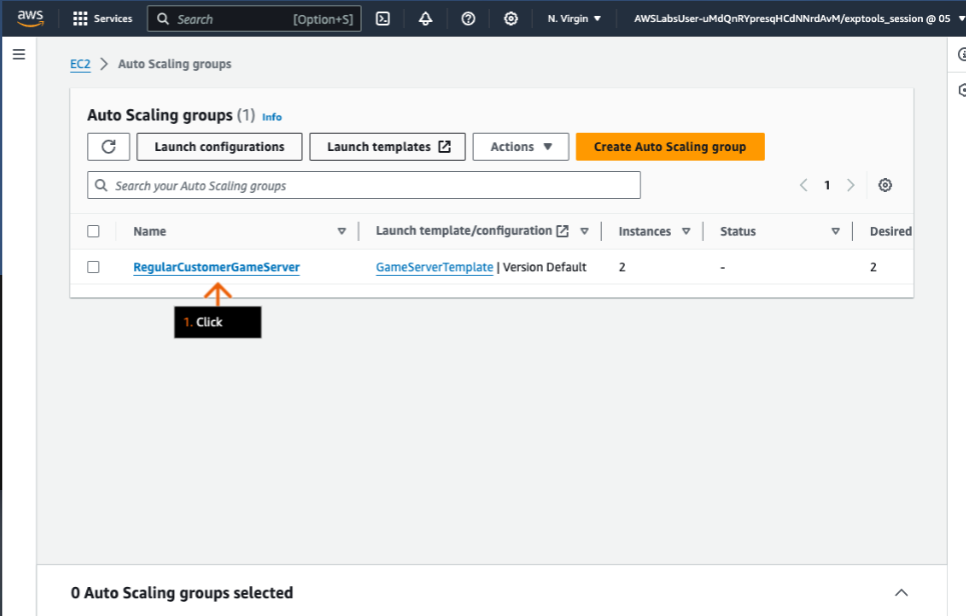 aws Services Search [Option+S] N. Virgin AWSLabsUser-uMdQnRYpresqHCdNNrdAvM/exptools_session @ 05
EC2 > Auto Scaling groups
Auto Scaling groups (1) Info
Launch configurations Launch templates Actions Create Auto Scaling group
Search your Auto Scaling groups 1
Name Launch template/configuration Instances Status Desired
RegularCustomerGameServer GameServerTemplate | Version Default 2 - 2
1. Click
0 Auto Scaling groups selected